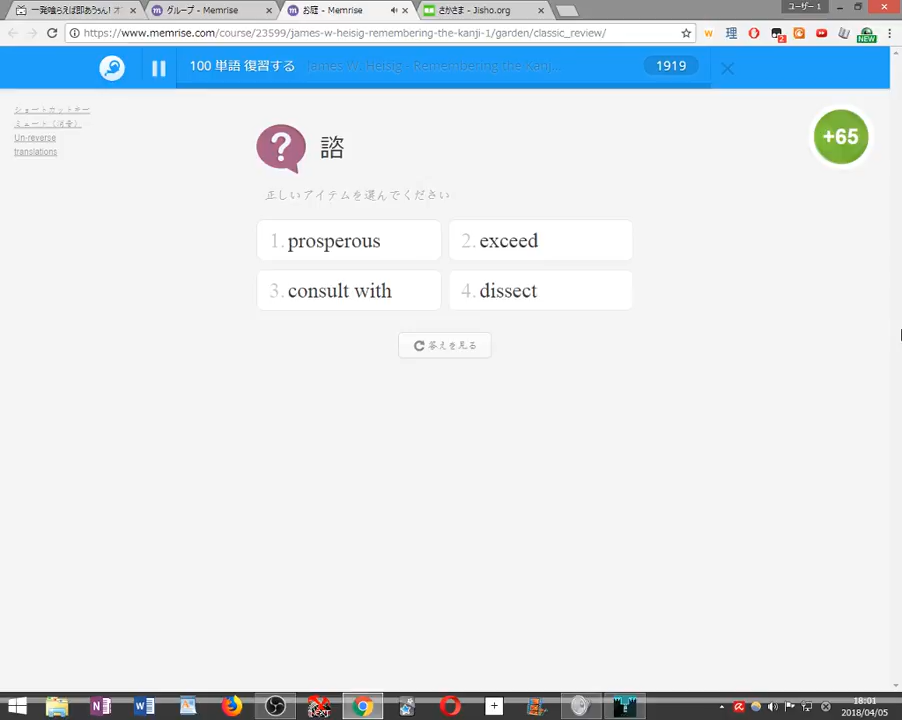 一発喰らえば即あうぅん! オ
グループ - Memrise
お庭 - Memrise
さかさま - Jisho.org
ユーザー 1
https://www.memrise.com/course/23599/james-w-heisig-remembering-the-kanji-1/garden/classic_review/
100 単語 復習する
James W. Heisig - Remembering the Kanji...
1919
ショートカットキー
ミュート (消音)
Un-reverse
translations
?
諮
+65
正しいアイテムを選んでください
1. prosperous
2. exceed
3. consult with
4. dissect
答えを見る
18:01
2018/04/05